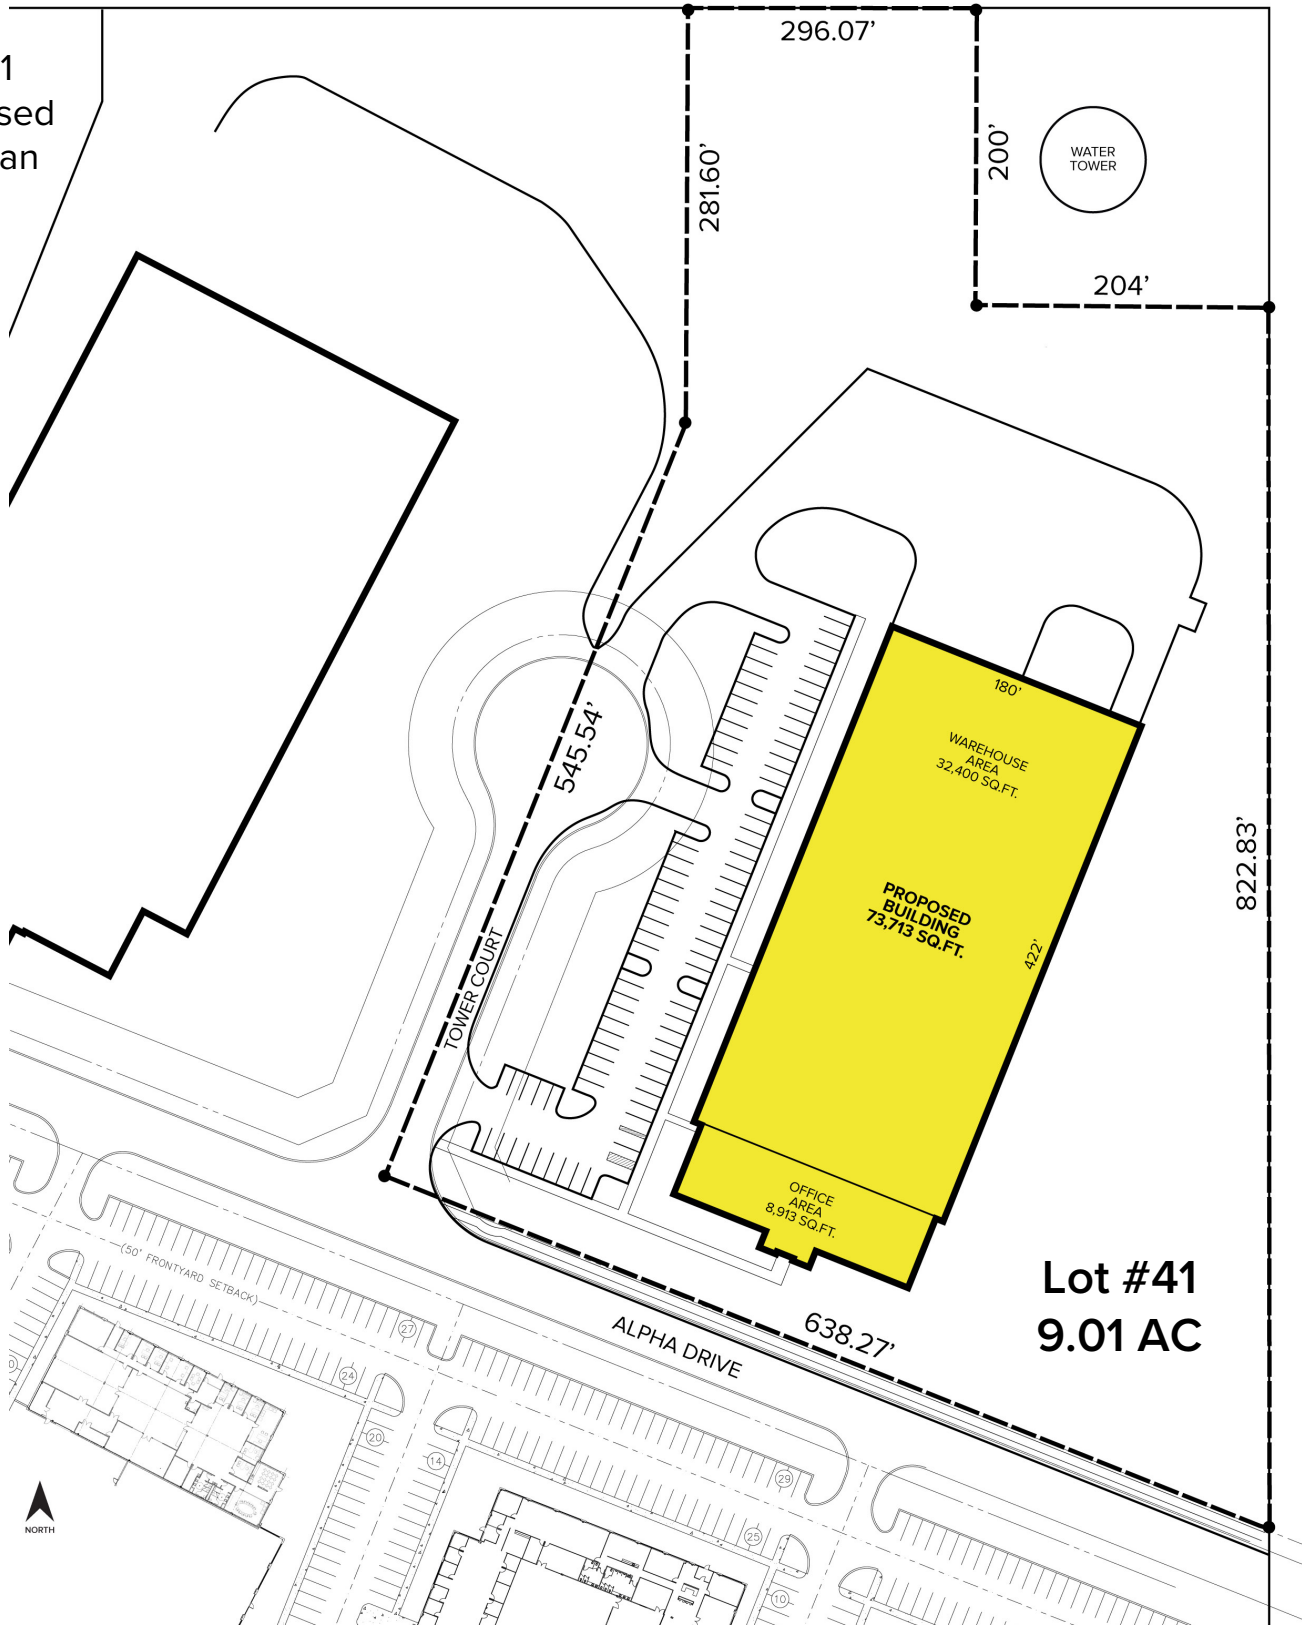 1
sed
an
296.07’
281.60’
200’
WATER
TOWER
204’
545.54’
180’
WAREHOUSE
AREA
32,400 SQ.FT.
PROPOSED
BUILDING
73,713 SQ.FT.
422’
822.83’
TOWER COURT
OFFICE
AREA
8,913 SQ.FT.
Lot #41
9.01 AC
638.27’
ALPHA DRIVE
(50' FRONTYARD SETBACK)
27
24
20
14
29
25
10
NORTH